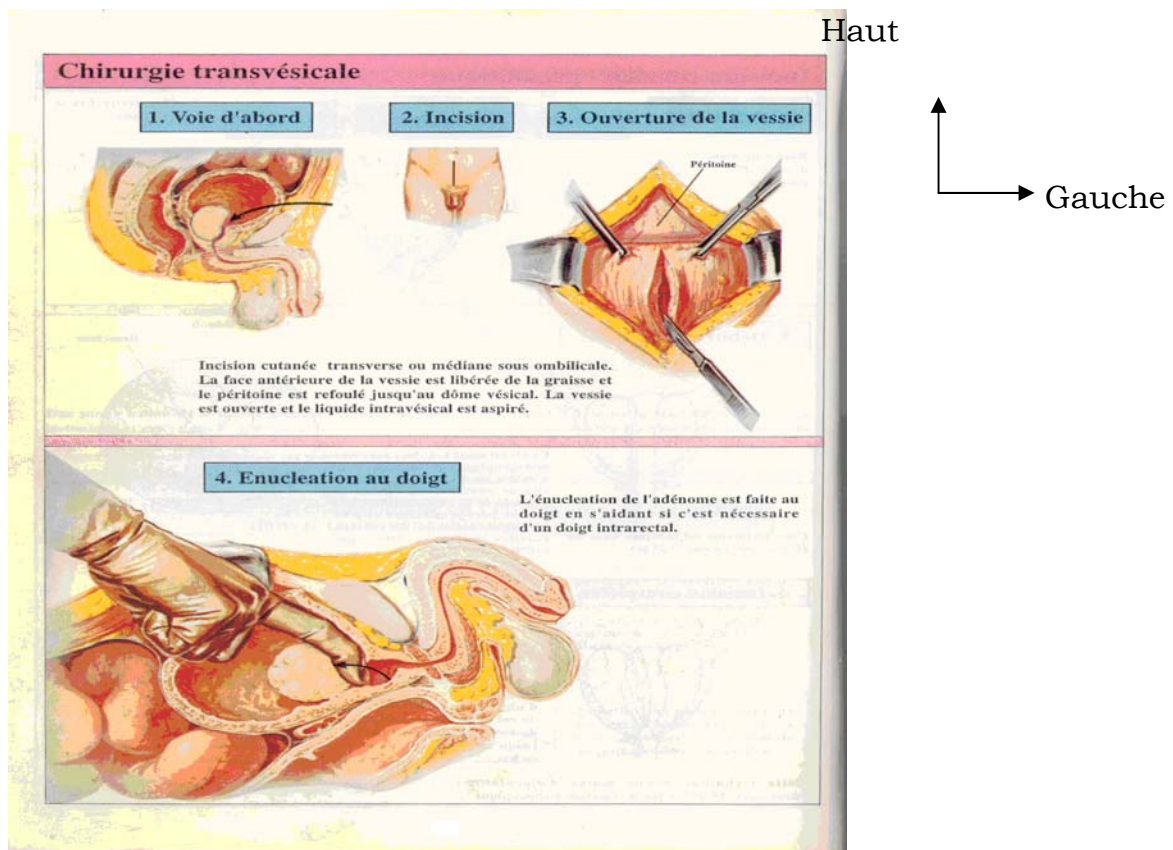 Haut
Gauche
Chirurgie transvésicale
1. Voie d'abord
2. Incision
3. Ouverture de la vessie
Péritoine
Incision cutanée transverse ou médiane sous ombilicale.
La face antérieure de la vessie est libérée de la graisse et
le péritoine est refoulé jusqu'au dôme vésical. La vessie
est ouverte et le liquide intravésical est aspiré.
4. Enucleation au doigt
L'énucleation de l'adénome est faite au
doigt en s'aidant si c'est nécessaire
d'un doigt intrarectal.